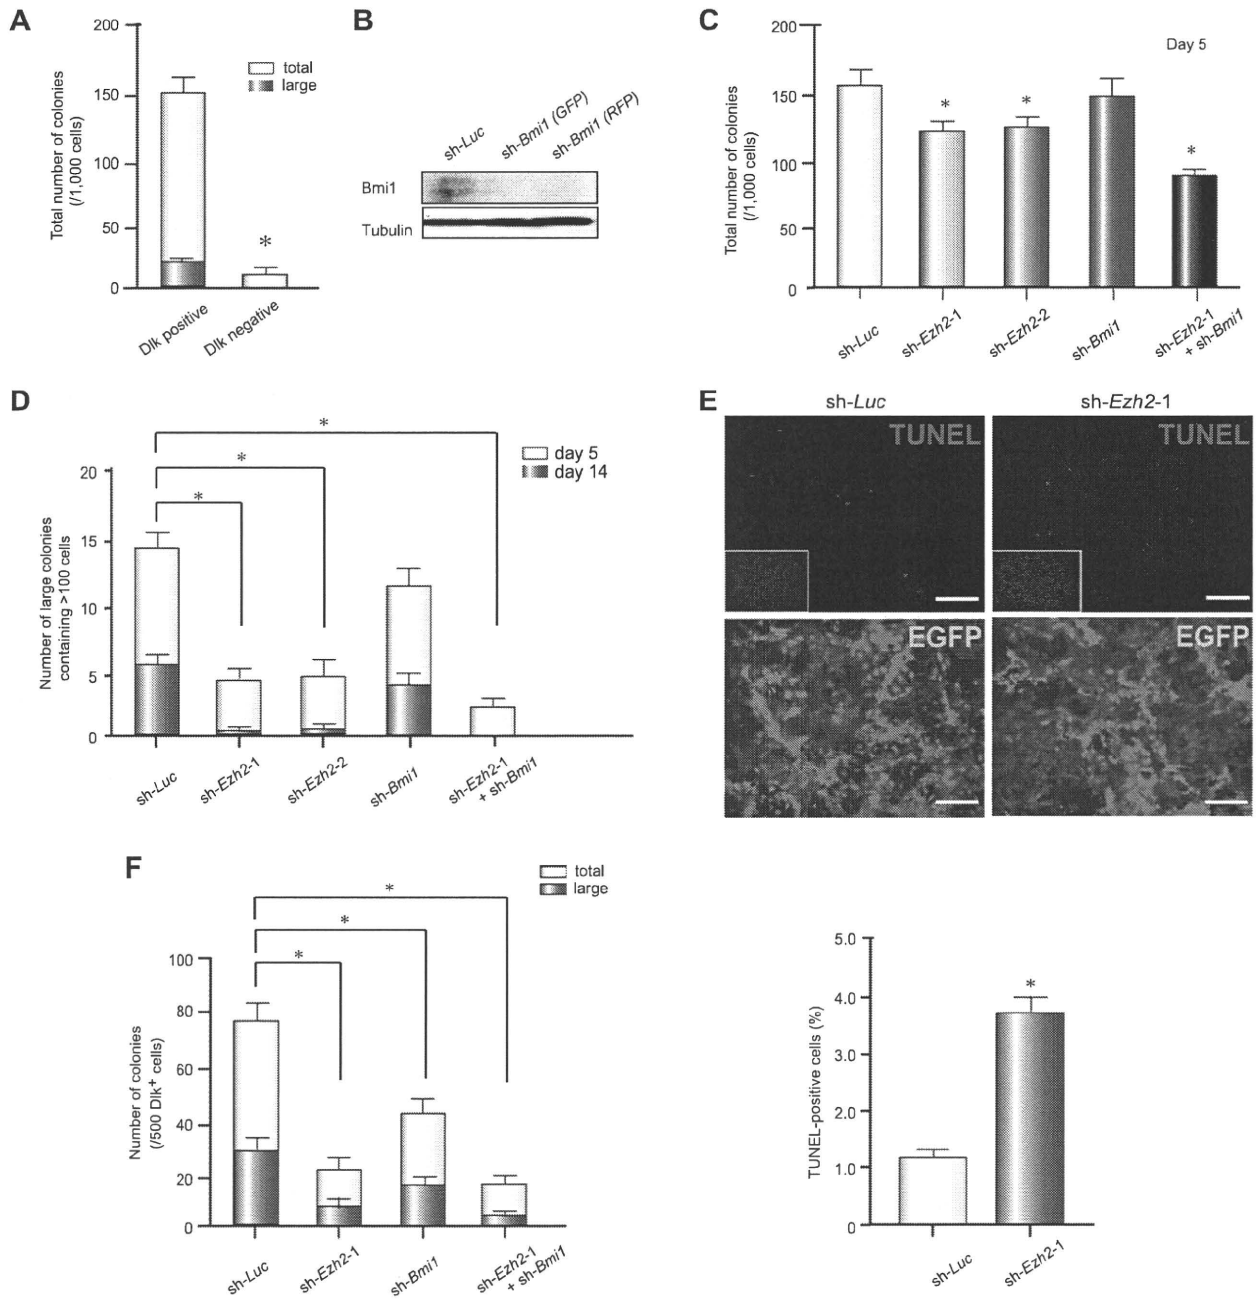 A
Total number of colonies
(/1,000 cells)
200
150
100
50
0
total
large
*
Dlk positive
Dlk negative
B
sh-Luc
sh-Bmi1 (GFP)
sh-Bmi1 (RFP)
Bmi1
Tubulin
C
Day 5
Total number of colonies
(/1,000 cells)
200
150
100
50
0
*
*
*
sh-Luc
sh-Ezh2-1
sh-Ezh2-2
sh-Bmi1
sh-Ezh2-1
+ sh-Bmi1
D
Number of large colonies
containing >100 cells
20
15
10
5
0
*
*
*
day 5
day 14
sh-Luc
sh-Ezh2-1
sh-Ezh2-2
sh-Bmi1
sh-Ezh2-1
+ sh-Bmi1
E
sh-Luc
sh-Ezh2-1
TUNEL
TUNEL
EGFP
EGFP
TUNEL-positive cells (%)
5.0
4.0
3.0
2.0
1.0
0
*
sh-Luc
sh-Ezh2-1
F
total
large
Number of colonies
(/500 Dlk+ cells)
100
80
60
40
20
0
*
*
*
sh-Luc
sh-Ezh2-1
sh-Bmi1
sh-Ezh2-1
+ sh-Bmi1